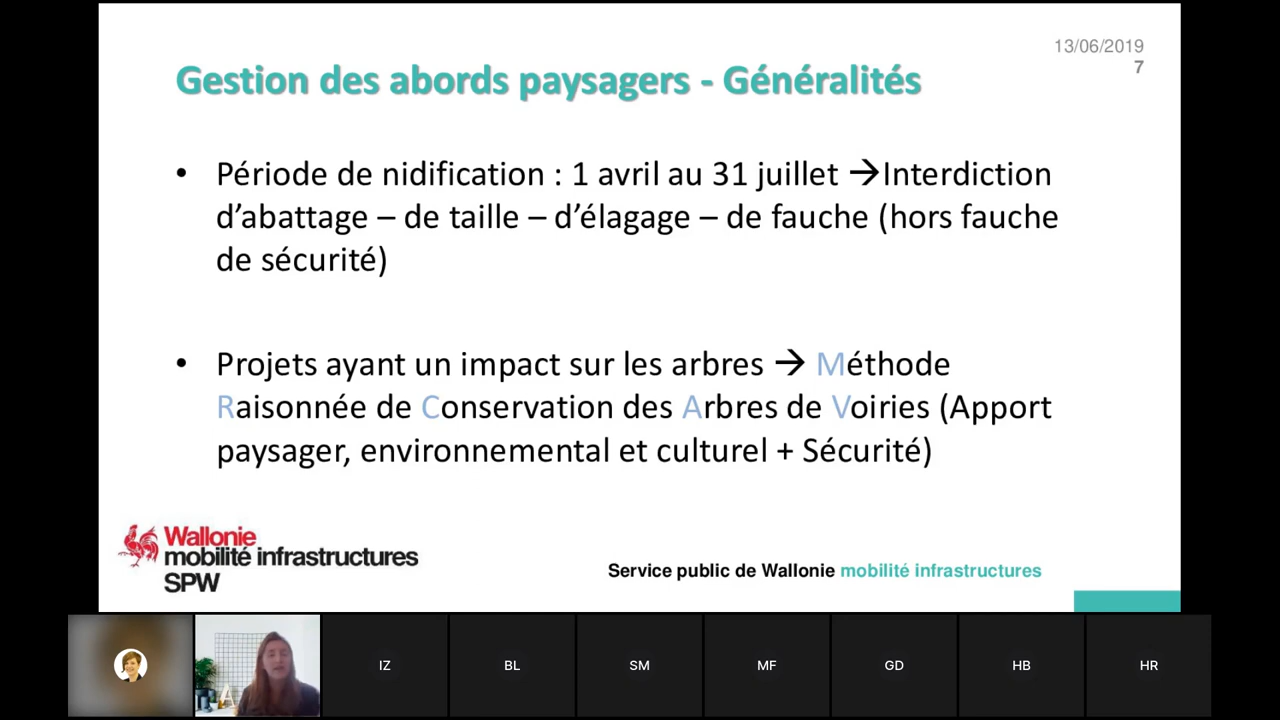 13/06/2019
7
Gestion des abords paysagers - Généralités
• Période de nidification : 1 avril au 31 juillet →Interdiction
d’abattage – de taille – d’élagage – de fauche (hors fauche
de sécurité)
• Projets ayant un impact sur les arbres → Méthode
Raisonnée de Conservation des Arbres de Voiries (Apport
paysager, environnemental et culturel + Sécurité)
Wallonie
mobilité infrastructures
SPW
Service public de Wallonie mobilité infrastructures
IZ
BL
SM
MF
GD
HB
HR